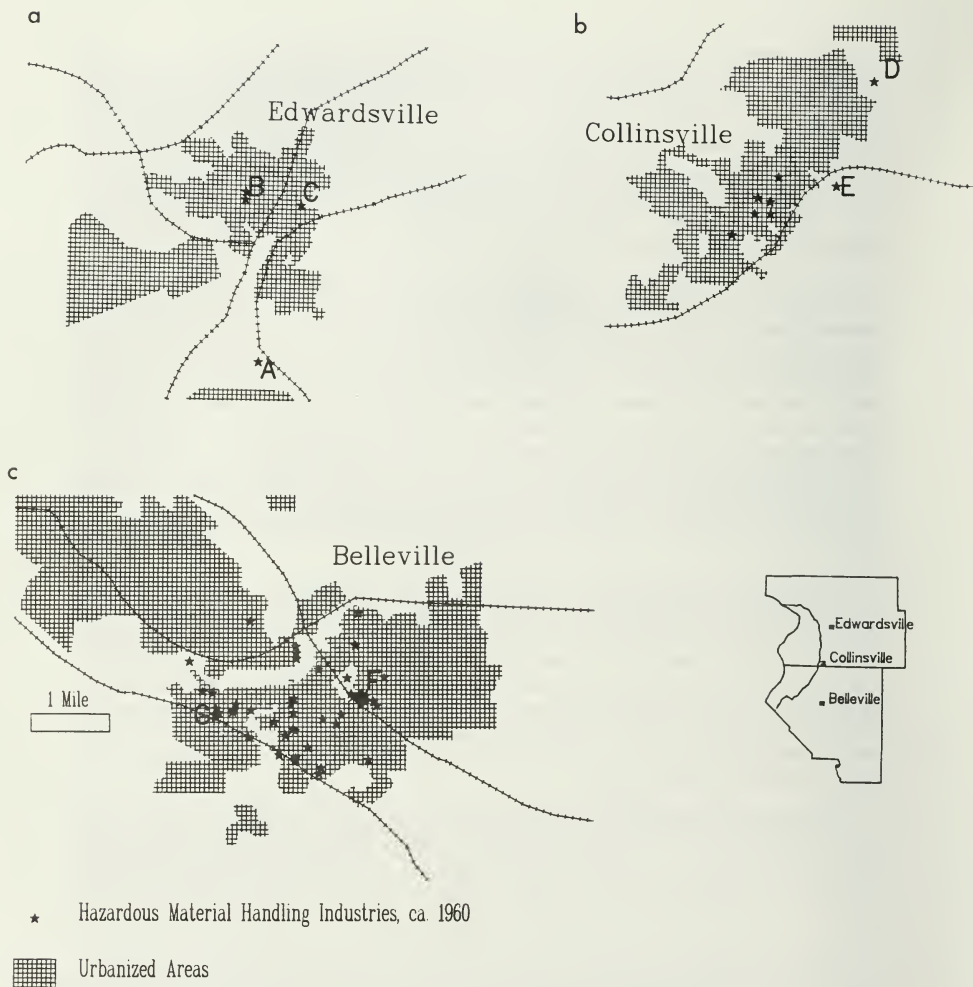 a
Edwardsville
B
C
A
b
Collinsville
D
E
c
Belleville
F
G
1 Mile
Edwardsville
Collinsville
Belleville
Hazardous Material Handling Industries, ca. 1960
Urbanized Areas